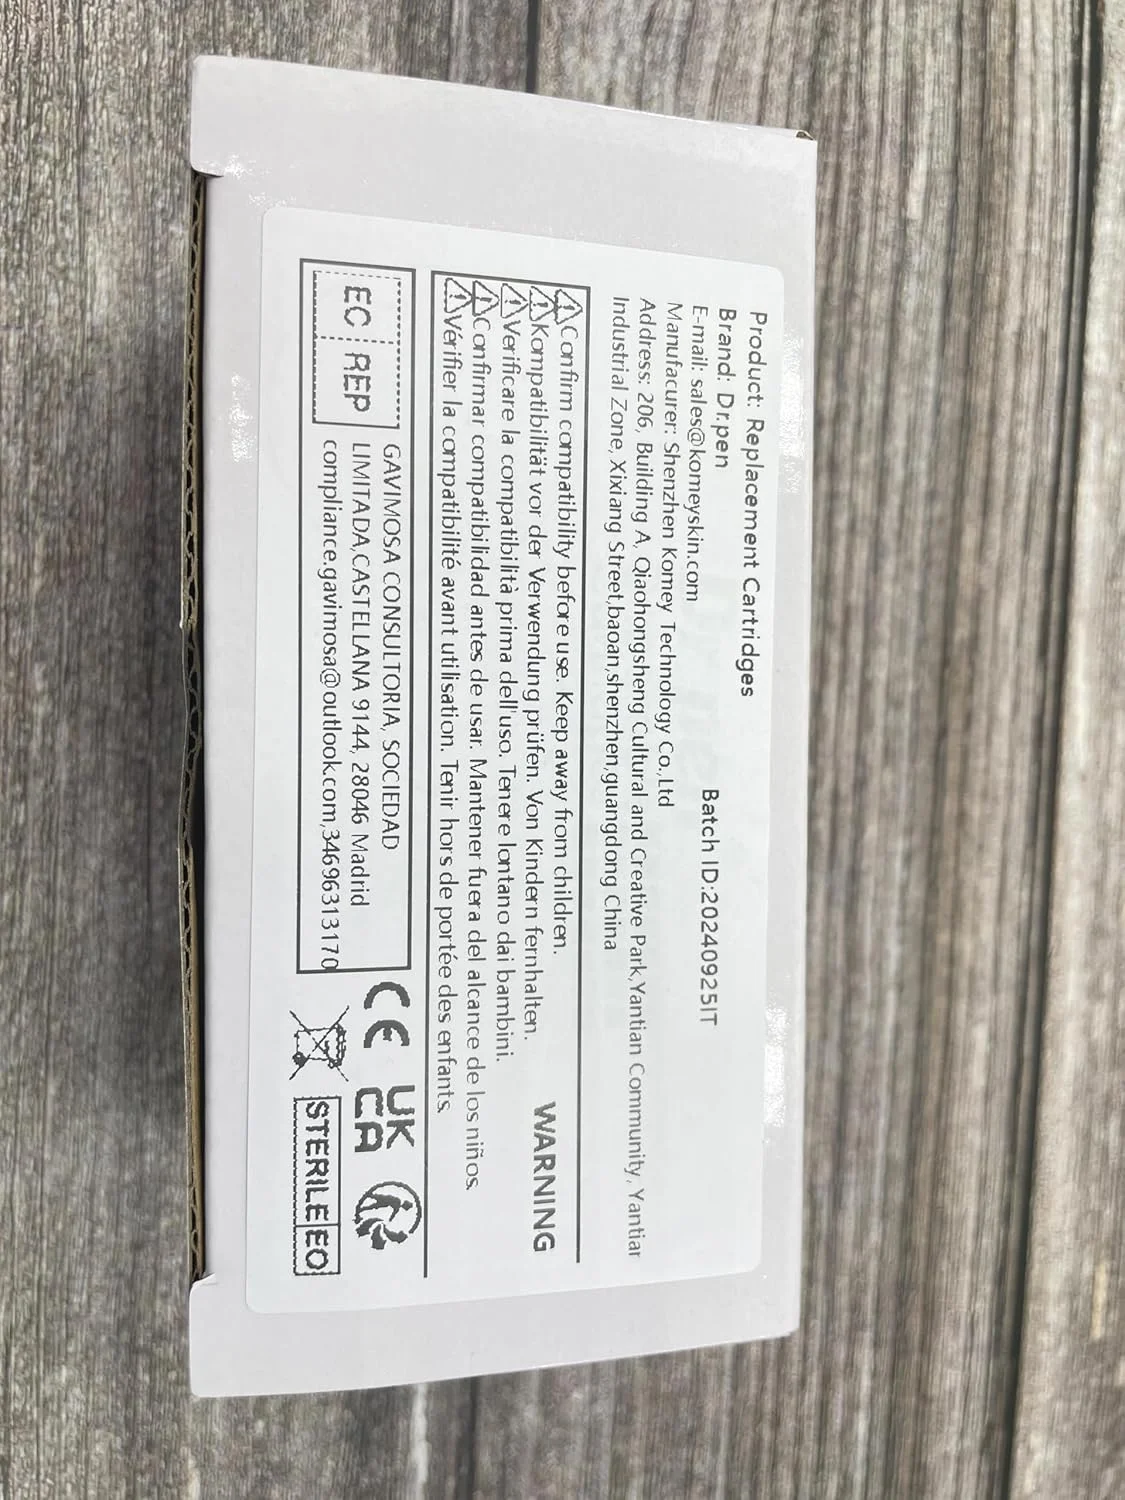 Product: Replacement Cartridges
Brand: Dr.pen
Batch ID:20240925IT
E-mail: sales@komeyskin.com
Manufacurer: Shenzhen Komey Technology Co.,Ltd
Address: 206, Building A, Qiaohongsheng Cultural and Creative Park,Yantian Community, Yantiar
Industrial Zone, Xixiang Street,baoan,shenzhen,guangdong China
Confirm compatibility before use. Keep away from children.
Kompatibilität vor der Verwendung prüfen. Von Kindern fernhalten.
Verificare la compatibilità prima dell'uso. Tenere lontano dai bambini.
Confirmar compatibilidad antes de usar. Mantener fuera del alcance de los niños.
Vérifier la compatibilité avant utilisation. Tenir hors de portée des enfants.
WARNING
EC REP
GAVIMOSA CONSULTORIA, SOCIEDAD
LIMITADA,CASTELLANA 9144, 28046 Madrid
compliance.gavimosa@outlook.com,34696313170
CE
UK
CA
STERILE EO